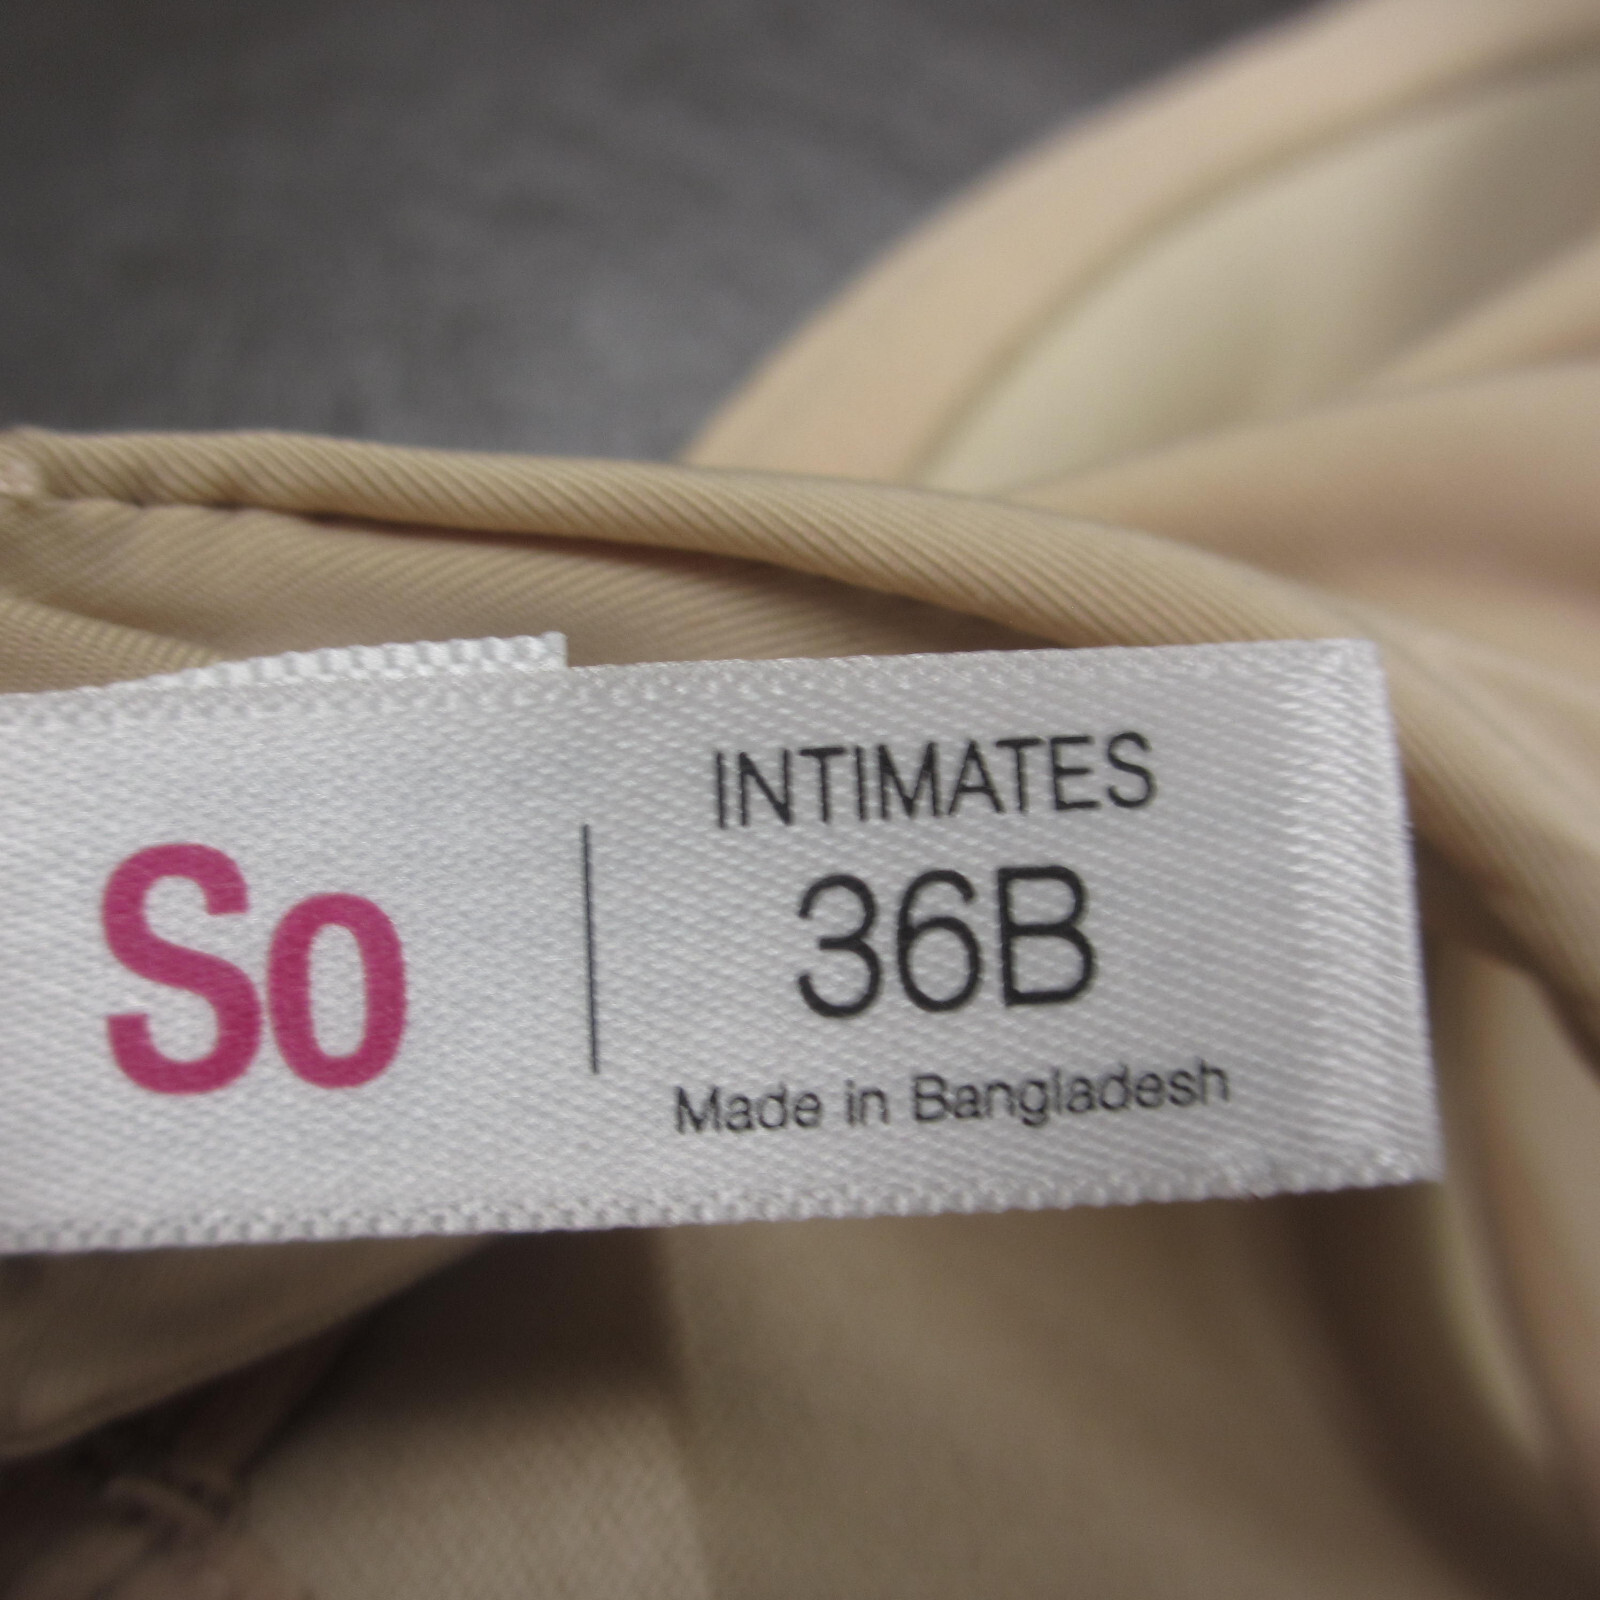 So
INTIMATES
36B
Made in Bangladesh